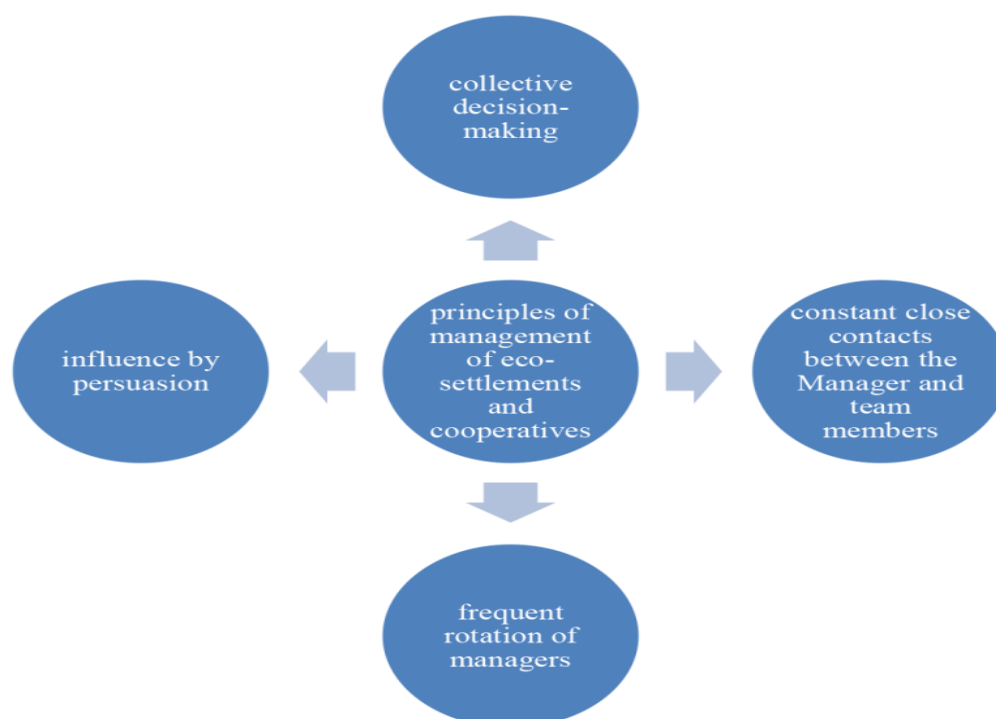 collective
decision-
making
influence by
persuasion
principles of
management
of eco-
settlements
and
cooperatives
constant close
contacts
between the
Manager and
team
members
frequent
rotation of
managers